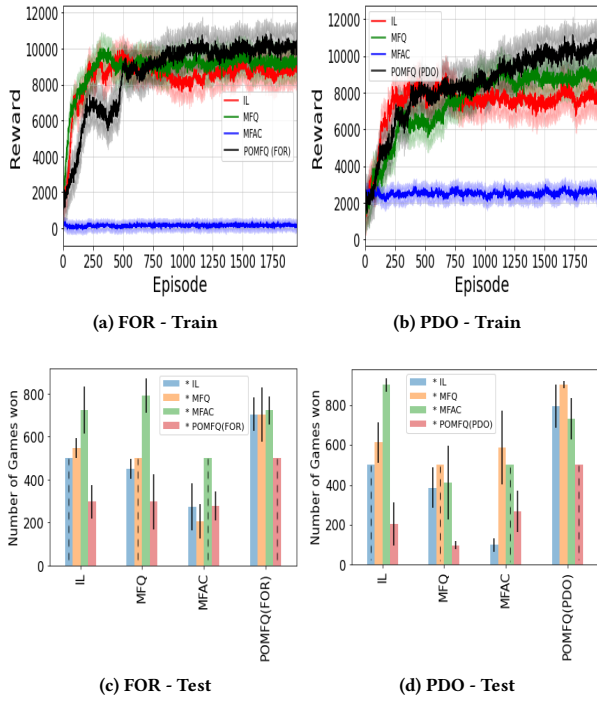 12000
10000
8000
6000
4000
2000
0
Reward
IL
MFQ
MFAC
POMFQ (FOR)
0 250 500 750 1000 1250 1500 1750
Episode
(a) FOR - Train
12000
10000
8000
6000
4000
2000
0
Reward
IL
MFQ
MFAC
POMFQ (PDO)
0 250 500 750 1000 1250 1500 1750
Episode
(b) PDO - Train
800
600
400
200
0
Number of Games won
* IL
* MFQ
* MFAC
* POMFQ(FOR)
IL
MFQ
MFAC
POMFQ(FOR)
(c) FOR - Test
800
600
400
200
0
Number of Games won
* IL
* MFQ
* MFAC
* POMFQ(PDO)
IL
MFQ
MFAC
POMFQ(PDO)
(d) PDO - Test